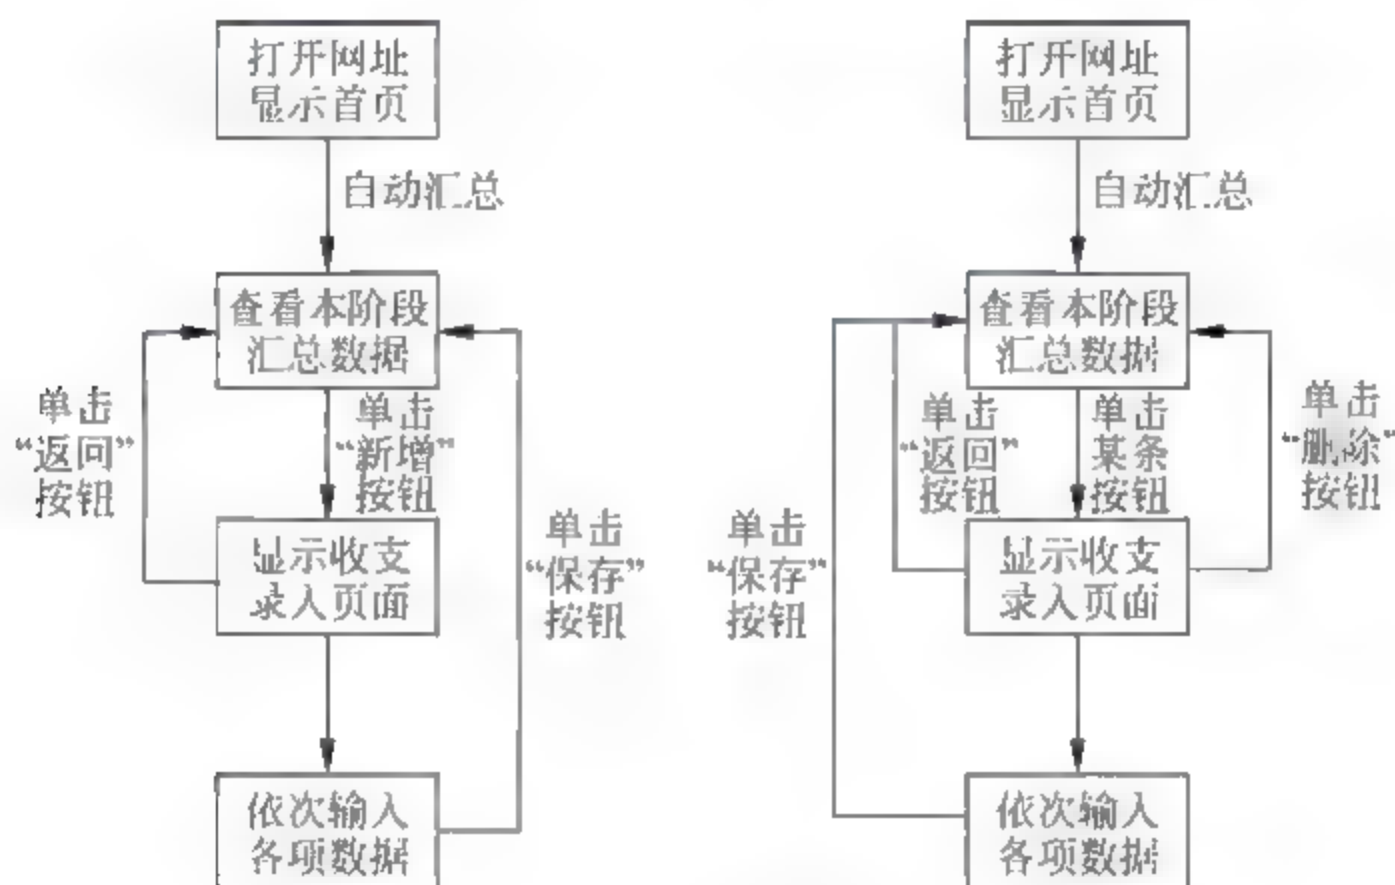 打开网址
显示首页
自动汇总
查看本阶段
汇总数据
单击
“返回”
按钮
单击
“新增”
按钮
显示收支
录入页面
单击
“保存”
按钮
依次输入
各项数据
打开网址
显示首页
自动汇总
查看本阶段
汇总数据
单击
“返回”
按钮
单击
某条
按钮
单击
“删除”
按钮
显示收支
录入页面
单击
“保存”
按钮
依次输入
各项数据